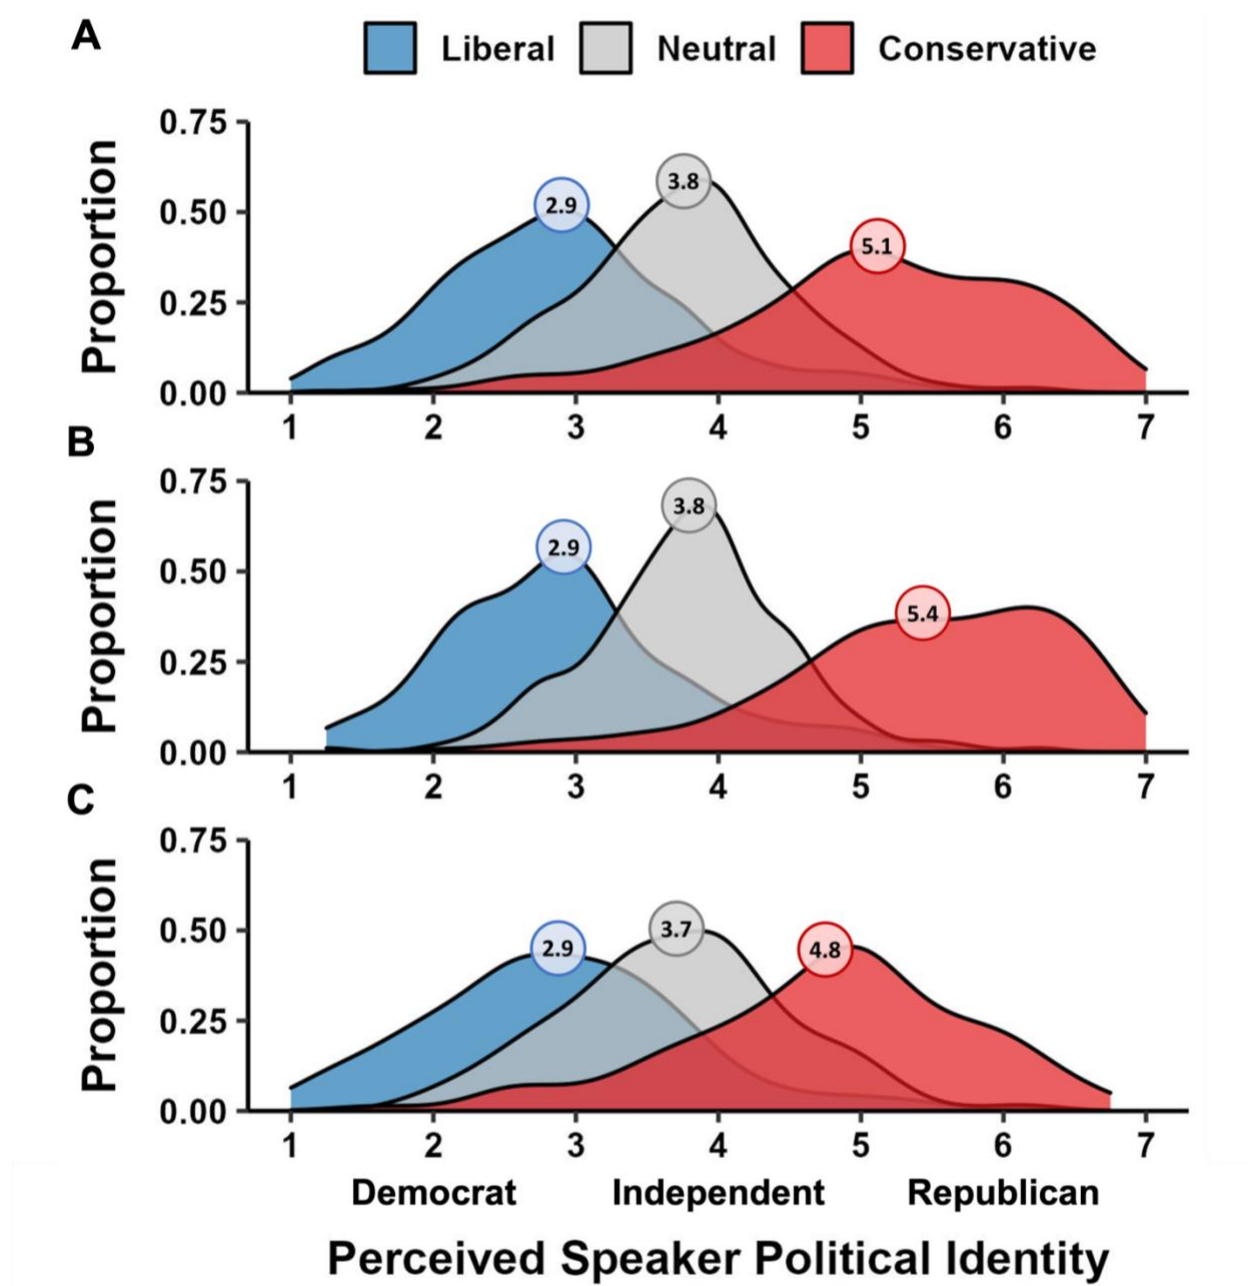 A
Liberal Neutral Conservative
0.75
0.50
0.25
0.00
Proportion
2.9 3.8 5.1
1 2 3 4 5 6 7
B
0.75
0.50
0.25
0.00
Proportion
2.9 3.8 5.4
1 2 3 4 5 6 7
C
0.75
0.50
0.25
0.00
Proportion
2.9 3.7 4.8
1 2 3 4 5 6 7
Democrat Independent Republican
Perceived Speaker Political Identity